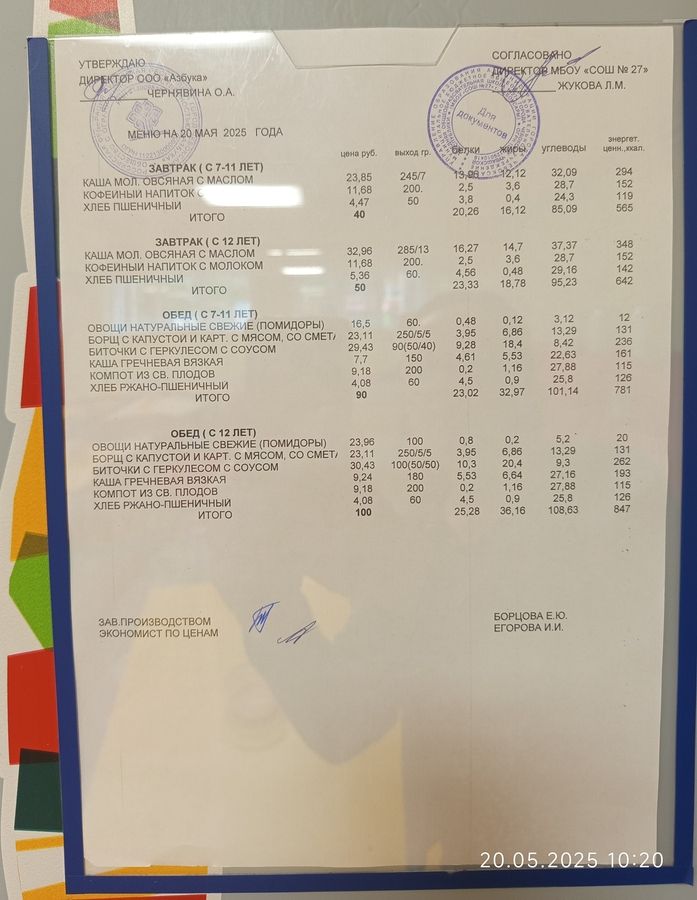 УТВЕРЖДАЮ
ДИРЕКТОР ООО «Азбука»
ЧЕРНЯВИНА О.А.
СОГЛАСОВАНО
ДИРЕКТОР МБОУ «СОШ № 27»
ЖУКОВА Л.М.
Для документов
МЕНЮ НА 20 МАЯ 2025 ГОДА
цена руб. выход гр. белки жиры углеводы энергет. ценн.,ккал.
ЗАВТРАК ( С 7-11 ЛЕТ)
КАША МОЛ. ОВСЯНАЯ С МАСЛОМ 23,85 245/7 13,96 12,12 32,09 294
КОФЕЙНЫЙ НАПИТОК С 11,68 200. 2,5 3,6 28,7 152
ХЛЕБ ПШЕНИЧНЫЙ 4,47 50 3,8 0,4 24,3 119
ИТОГО 40 20,26 16,12 85,09 565
ЗАВТРАК ( С 12 ЛЕТ)
КАША МОЛ. ОВСЯНАЯ С МАСЛОМ 32,96 285/13 16,27 14,7 37,37 348
КОФЕЙНЫЙ НАПИТОК С МОЛОКОМ 11,68 200. 2,5 3,6 28,7 152
ХЛЕБ ПШЕНИЧНЫЙ 5,36 60. 4,56 0,48 29,16 142
ИТОГО 50 23,33 18,78 95,23 642
ОБЕД ( С 7-11 ЛЕТ)
ОВОЩИ НАТУРАЛЬНЫЕ СВЕЖИЕ (ПОМИДОРЫ) 16,5 60. 0,48 0,12 3,12 12
БОРЩ С КАПУСТОЙ И КАРТ. С МЯСОМ, СО СМЕТА 23,11 250/5/5 3,95 6,86 13,29 131
БИТОЧКИ С ГЕРКУЛЕСОМ С СОУСОМ 29,43 90(50/40) 9,28 18,4 8,42 236
КАША ГРЕЧНЕВАЯ ВЯЗКАЯ 7,7 150 4,61 5,53 22,63 161
КОМПОТ ИЗ СВ. ПЛОДОВ 9,18 200 0,2 1,16 27,88 115
ХЛЕБ РЖАНО-ПШЕНИЧНЫЙ 4,08 60 4,5 0,9 25,8 126
ИТОГО 90 23,02 32,97 101,14 781
ОБЕД ( С 12 ЛЕТ)
ОВОЩИ НАТУРАЛЬНЫЕ СВЕЖИЕ (ПОМИДОРЫ) 23,96 100 0,8 0,2 5,2 20
БОРЩ С КАПУСТОЙ И КАРТ. С МЯСОМ, СО СМЕТА 23,11 250/5/5 3,95 6,86 13,29 131
БИТОЧКИ С ГЕРКУЛЕСОМ С СОУСОМ 30,43 100(50/50) 10,3 20,4 9,3 262
КАША ГРЕЧНЕВАЯ ВЯЗКАЯ 9,24 180 5,53 6,64 27,16 193
КОМПОТ ИЗ СВ. ПЛОДОВ 9,18 200 0,2 1,16 27,88 115
ХЛЕБ РЖАНО-ПШЕНИЧНЫЙ 4,08 60 4,5 0,9 25,8 126
ИТОГО 100 25,28 36,16 108,63 847
ЗАВ.ПРОИЗВОДСТВОМ БОРЦОВА Е.Ю.
ЭКОНОМИСТ ПО ЦЕНАМ ЕГОРОВА И.И.
20.05.2025 10:20